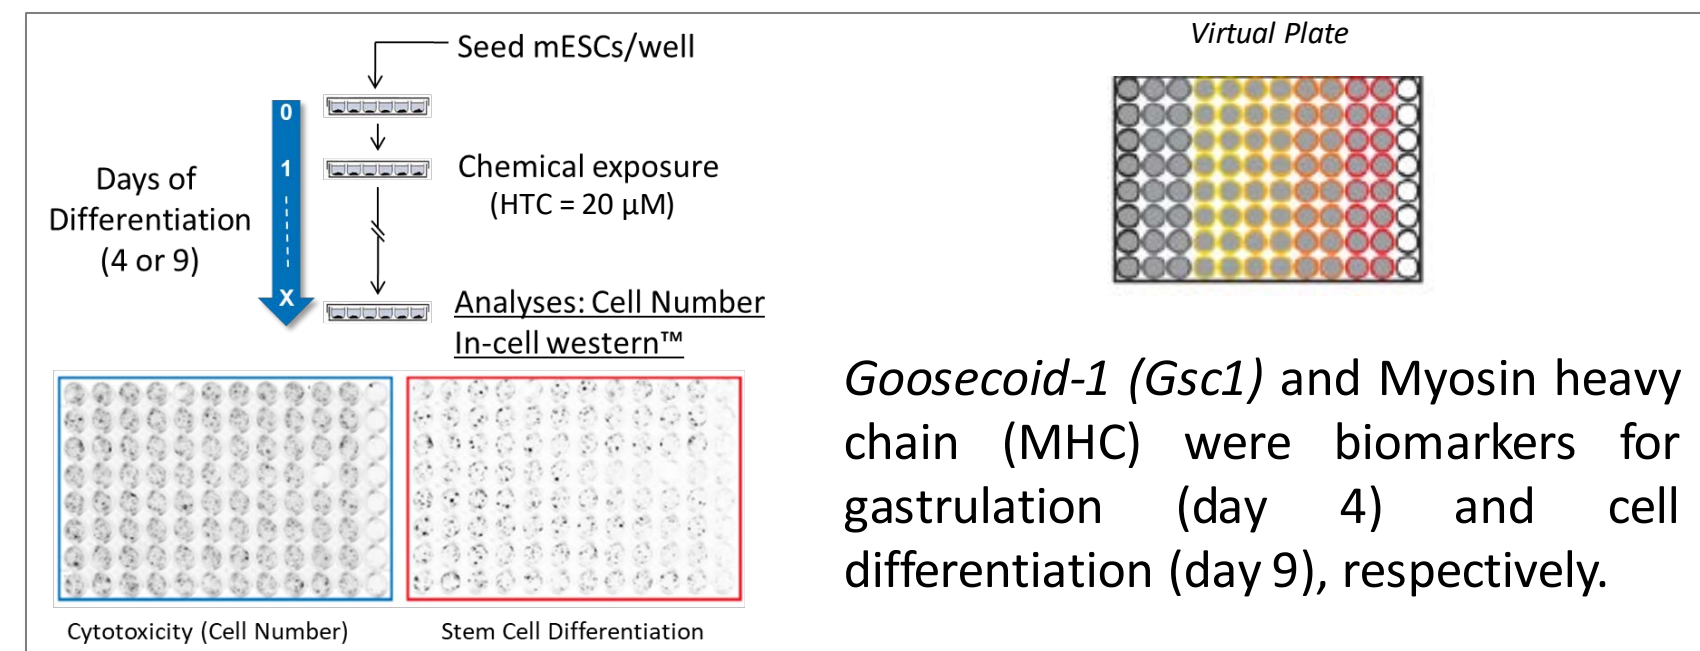 Seed mESCs/well
0
1
Chemical exposure
(HTC = 20 µM)
Days of
Differentiation
(4 or 9)
X
Analyses: Cell Number
In-cell western™
Cytotoxicity (Cell Number)
Stem Cell Differentiation
Virtual Plate
Goosecoid-1 (Gsc1) and Myosin heavy
chain (MHC) were biomarkers for
gastrulation (day 4) and cell
differentiation (day 9), respectively.